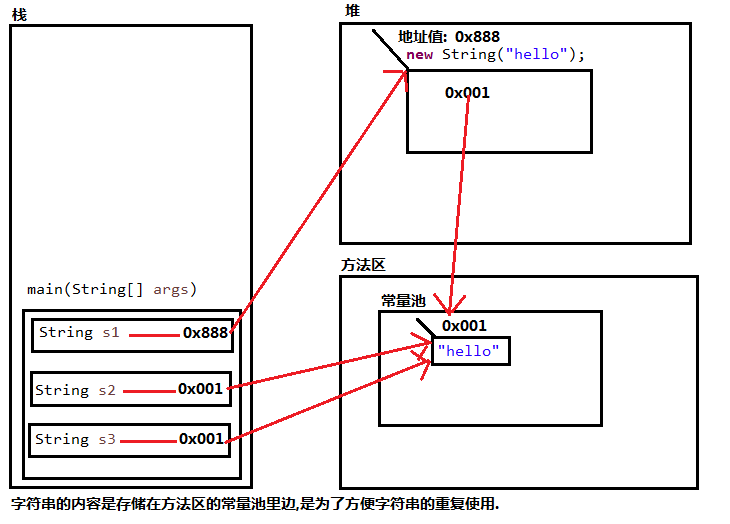 栈
堆
地址值: 0x888
new String("hello");
0x001
方法区
常量池
0x001
"hello"
main(String[] args)
String s1 0x888
String s2 0x001
String s3 0x001
字符串的内容是存储在方法区的常量池里边,是为了方便字符串的重复使用.